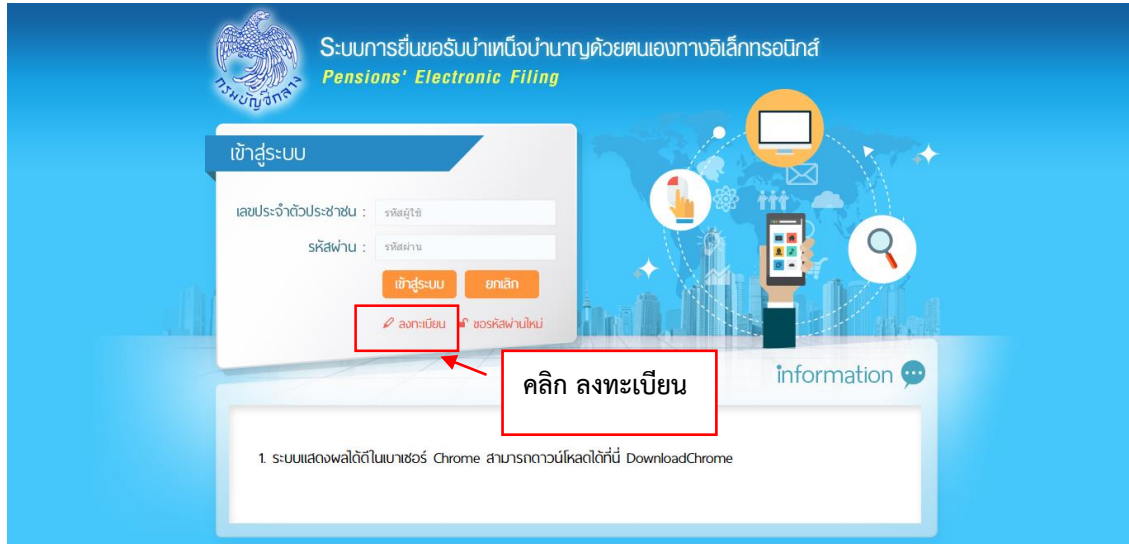 ระบบการยื่นขอรับบำเหน็จบำนาญด้วยตนเองทางอิเล็กทรอนิกส์
Pensions' Electronic Filing
กรมบัญชีกลาง
เข้าสู่ระบบ
เลขประจำตัวประชาชน : รหัสผู้ใช้
รหัสผ่าน : รหัสผ่าน
เข้าสู่ระบบ ยกเลิก
ลงทะเบียน ขอรหัสผ่านใหม่
คลิก ลงทะเบียน
information
1. ระบบแสดงผลได้ดีในเบาเซอร์ Chrome สามารถดาวน์โหลดได้ที่นี่ DownloadChrome